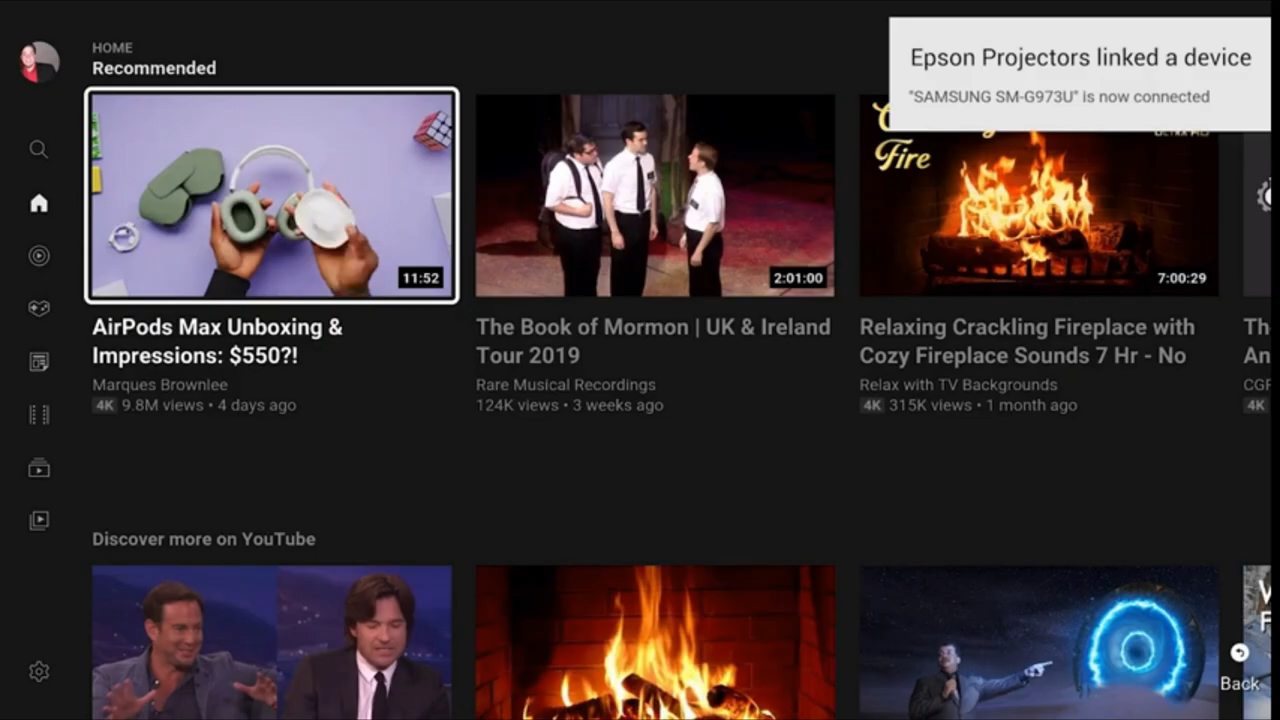 HOME
Recommended
Epson Projectors linked a device
"SAMSUNG SM-G973U" is now connected
Fire
11:52
2:01:00
7:00:29
AirPods Max Unboxing &
Impressions: $550?!
Marques Brownlee
4K 9.8M views • 4 days ago
The Book of Mormon | UK & Ireland
Tour 2019
Rare Musical Recordings
124K views • 3 weeks ago
Relaxing Crackling Fireplace with
Cozy Fireplace Sounds 7 Hr - No
Relax with TV Backgrounds
4K 315K views • 1 month ago
4K
Discover more on YouTube
Back